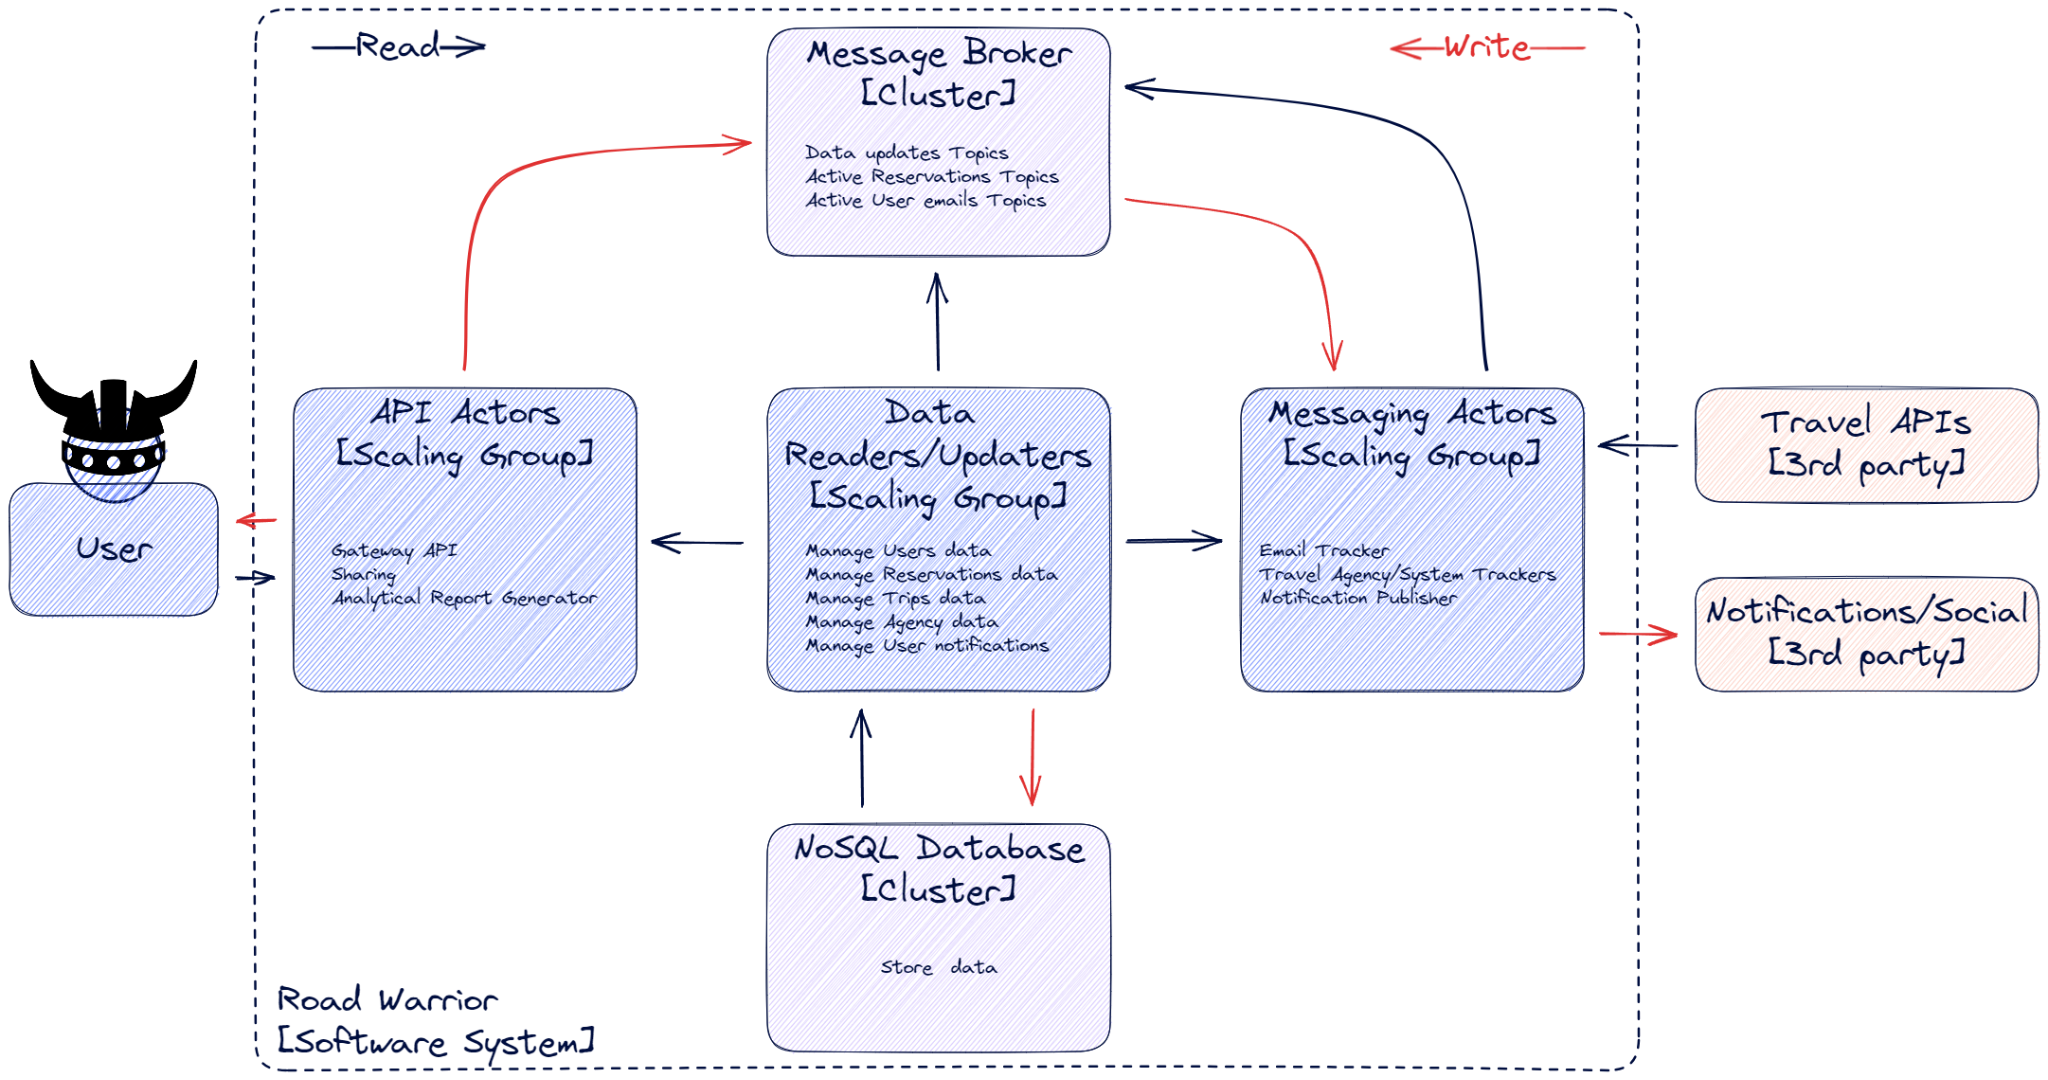 Read
Write
Message Broker
[Cluster]
Data updates Topics
Active Reservations Topics
Active User emails Topics
User
API Actors
[Scaling Group]
Gateway API
Sharing
Analytical Report Generator
Data
Readers/Updaters
[Scaling Group]
Manage Users data
Manage Reservations data
Manage Trips data
Manage Agency data
Manage User notifications
Messaging Actors
[Scaling Group]
Email Tracker
Travel Agency/System Trackers
Notification Publisher
Travel APIs
[3rd party]
Notifications/Social
[3rd party]
NoSQL Database
[Cluster]
Store data
Road Warrior
[Software System]